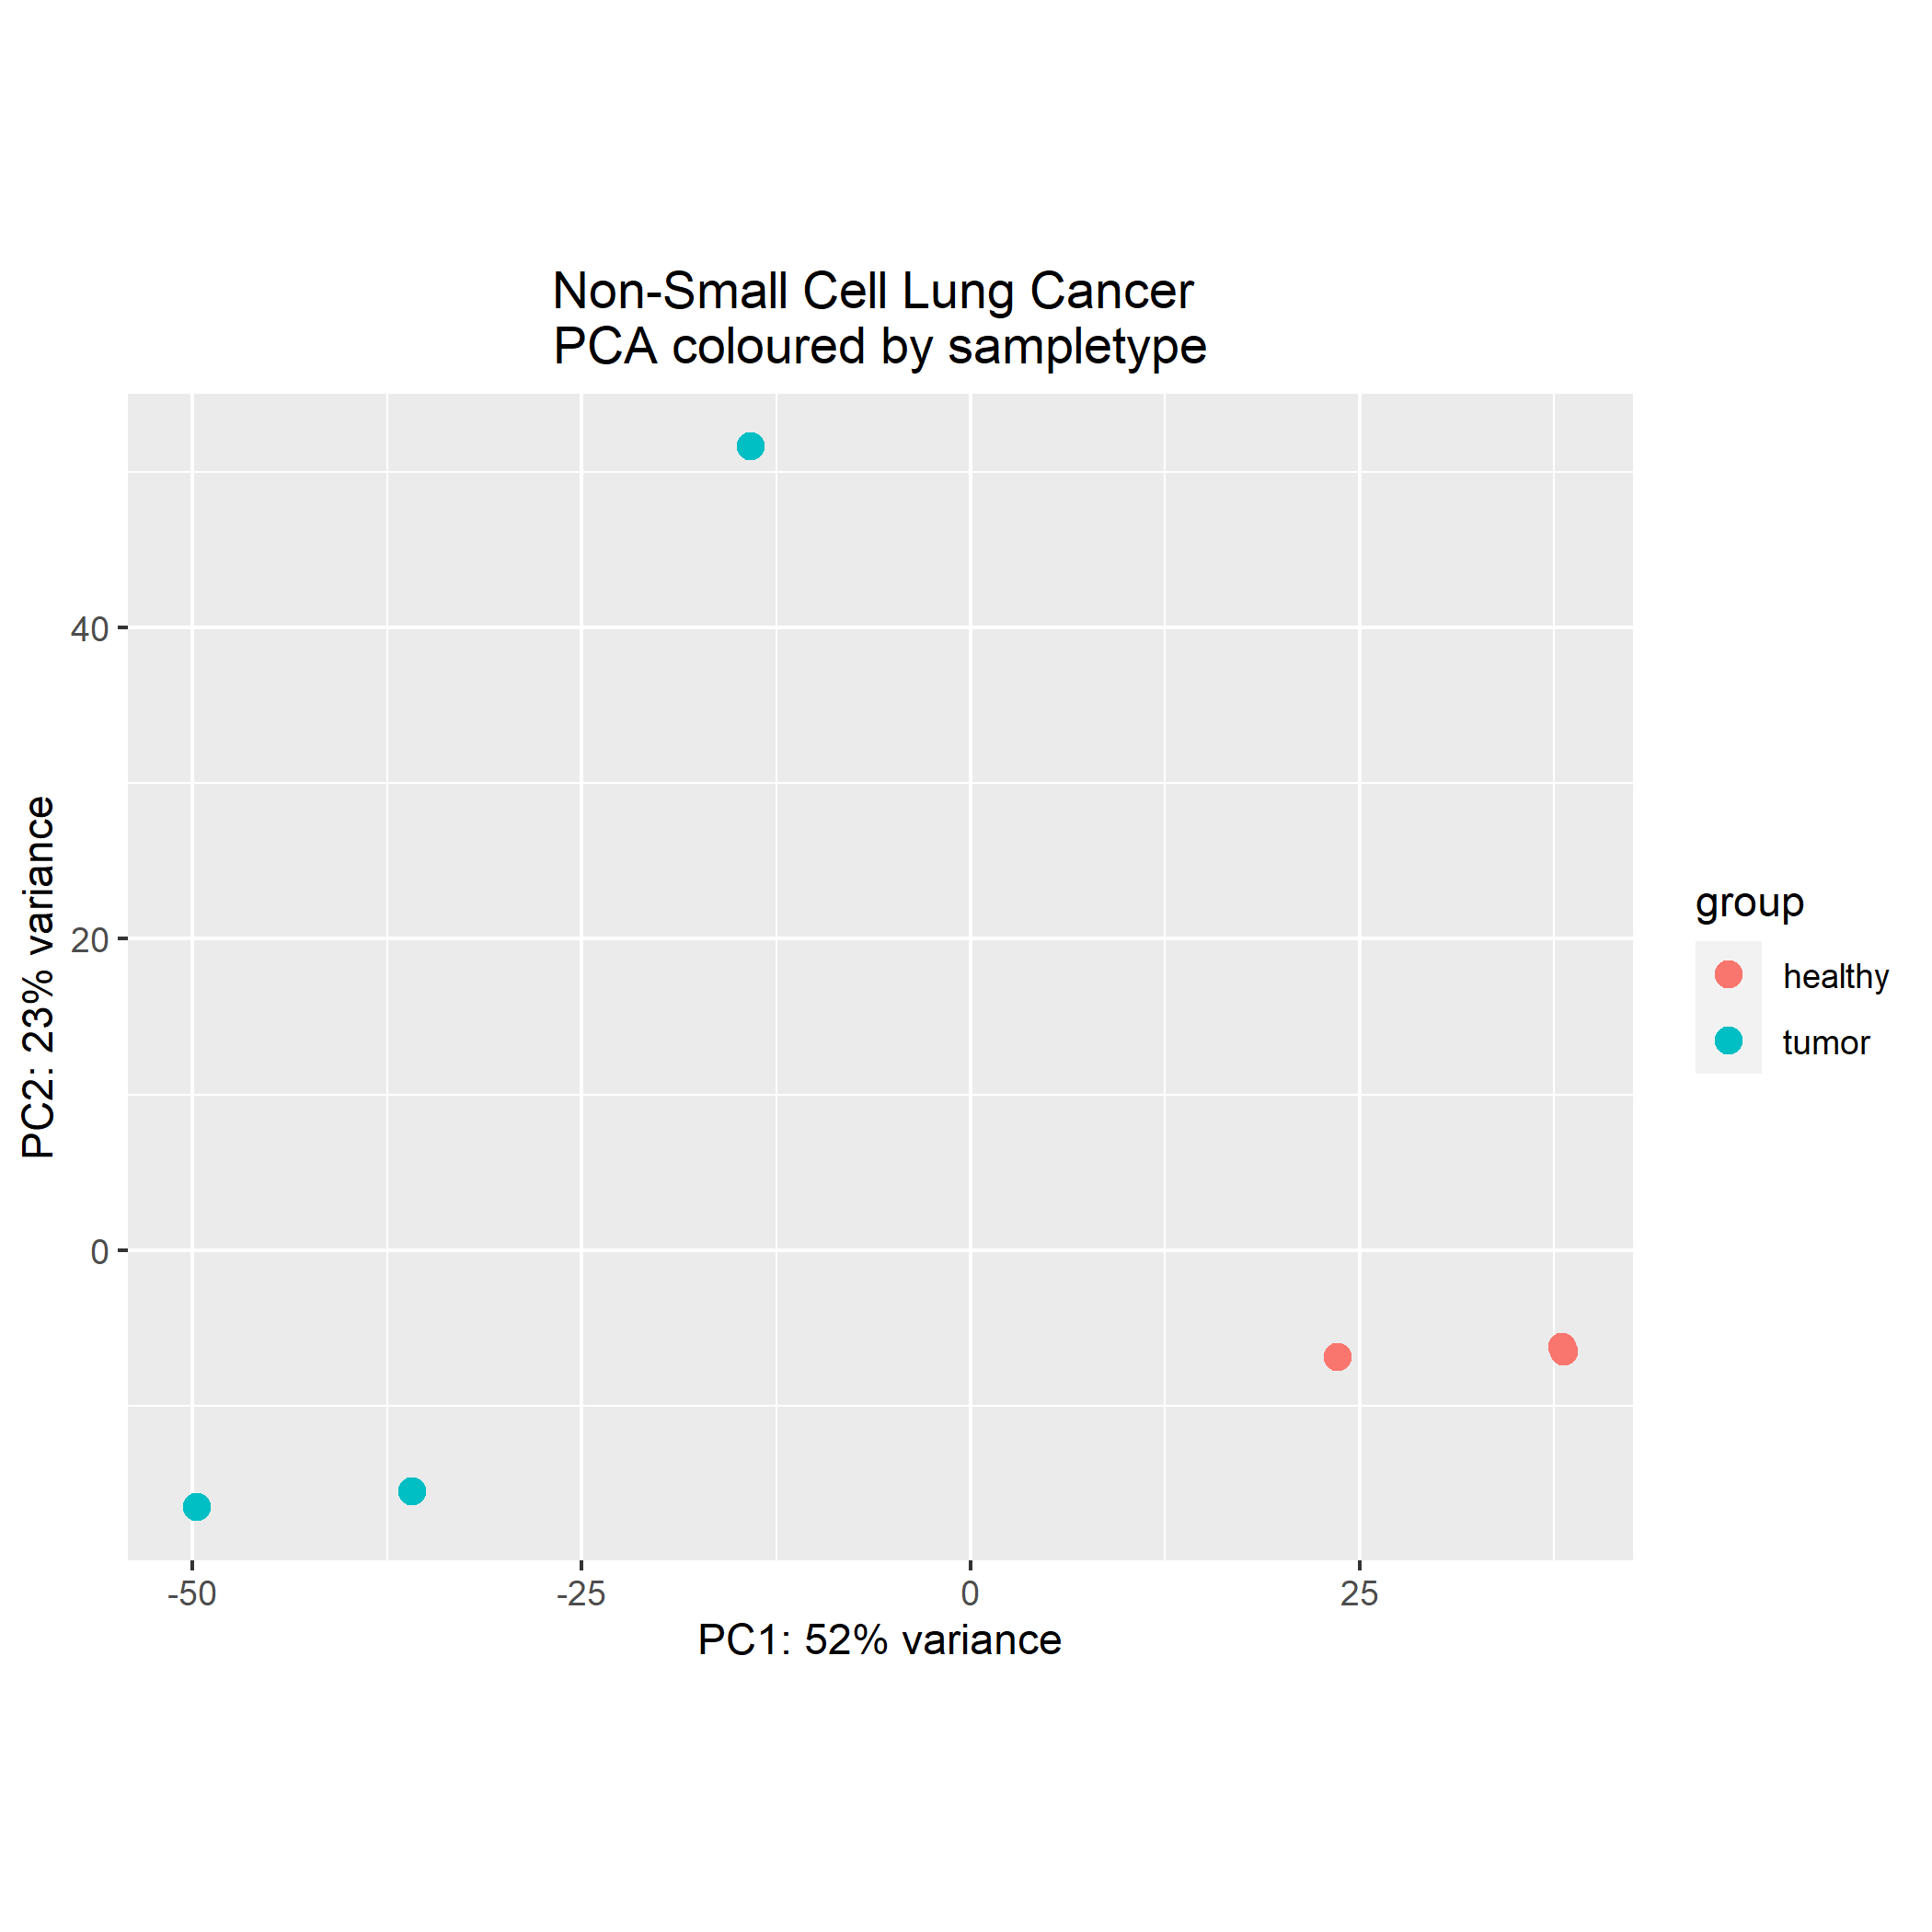 Non-Small Cell Lung Cancer
PCA coloured by sampletype
PC2: 23% variance
40
20
0
-50
-25
0
25
PC1: 52% variance
group
healthy
tumor